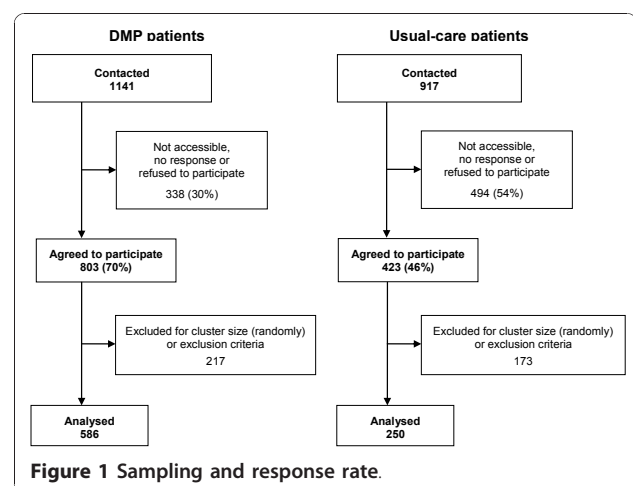 DMP patients
Contacted
1141
Not accessible,
no response or
refused to participate
338 (30%)
Agreed to participate
803 (70%)
Excluded for cluster size (randomly)
or exclusion criteria
217
Analysed
586
Usual-care patients
Contacted
917
Not accessible,
no response or
refused to participate
494 (54%)
Agreed to participate
423 (46%)
Excluded for cluster size (randomly)
or exclusion criteria
173
Analysed
250
Figure 1 Sampling and response rate.